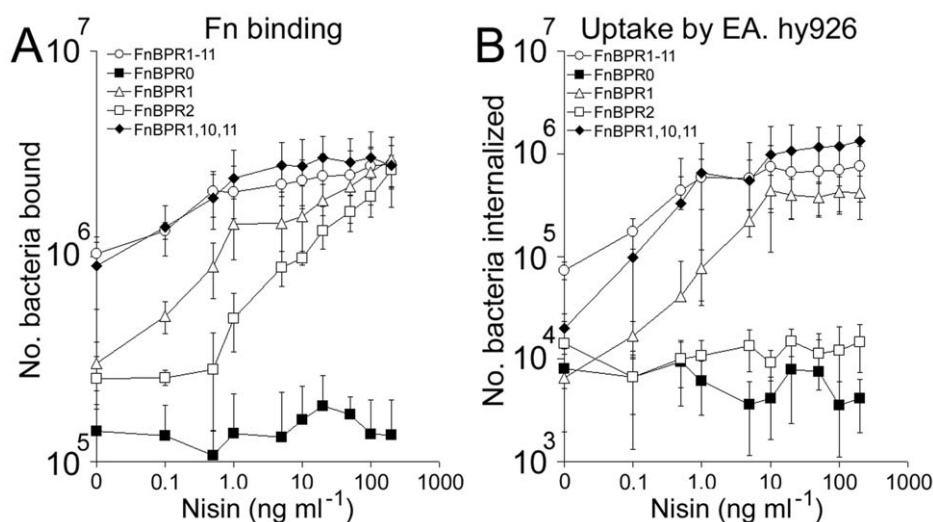 A
Fn binding
10^7
FnBPR1-11
FnBPR0
FnBPR1
FnBPR2
FnBPR1,10,11
10^6
10^5
No. bacteria bound
0 0.1 1.0 10 100 1000
Nisin (ng ml^-1)
B
Uptake by EA. hy926
10^7
FnBPR1-11
FnBPR0
FnBPR1
FnBPR2
FnBPR1,10,11
10^6
10^5
10^4
10^3
No. bacteria internalized
0 0.1 1.0 10 100 1000
Nisin (ng ml^-1)